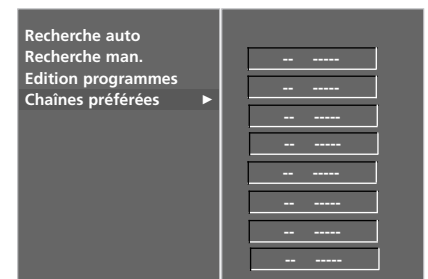 Recherche auto
Recherche man.
Edition programmes
Chaînes préférées ►
-- -----
-- -----
-- -----
-- -----
-- -----
-- -----
-- -----
-- -----